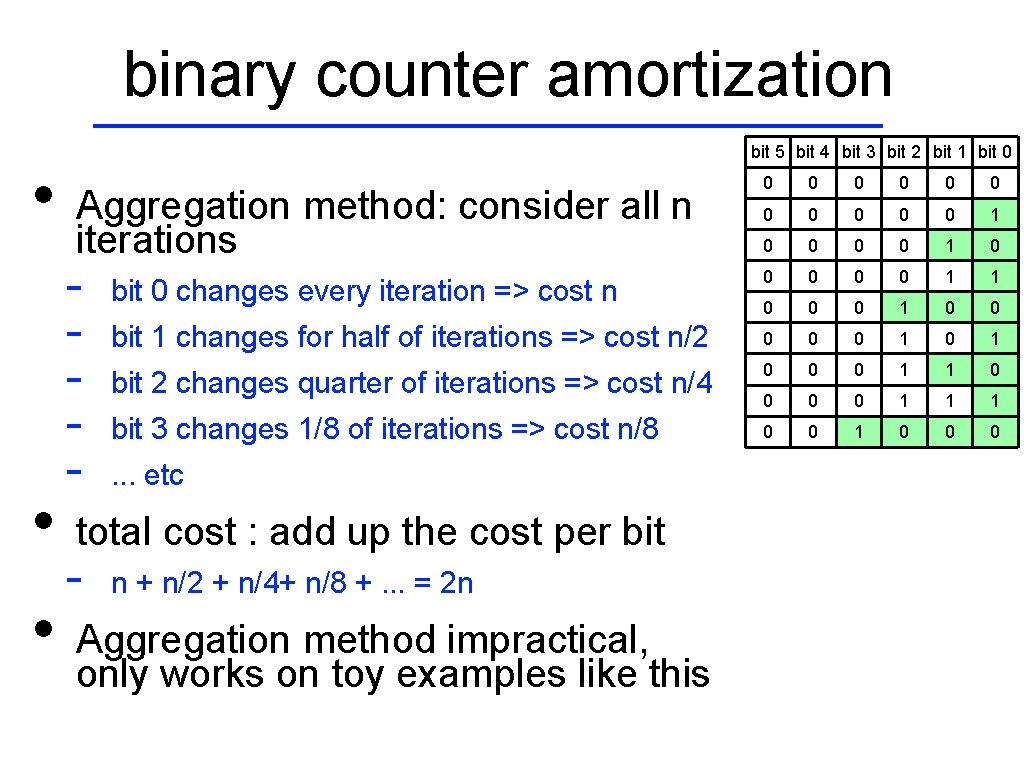 binary counter amortization
• Aggregation method: consider all n
iterations
- bit 0 changes every iteration => cost n
- bit 1 changes for half of iterations => cost n/2
- bit 2 changes quarter of iterations => cost n/4
- bit 3 changes 1/8 of iterations => cost n/8
- ... etc
• total cost : add up the cost per bit
- n + n/2 + n/4+ n/8 + ... = 2n
• Aggregation method impractical,
only works on toy examples like this
bit 5 bit 4 bit 3 bit 2 bit 1 bit 0
0 0 0 0 0 0
0 0 0 0 0 1
0 0 0 0 1 0
0 0 0 0 1 1
0 0 0 1 0 0
0 0 0 1 0 1
0 0 0 1 1 0
0 0 0 1 1 1
0 0 1 0 0 0